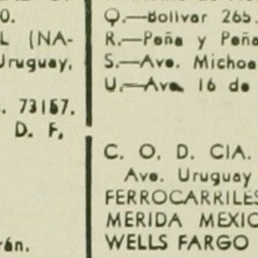 0.
L (NA-
Uruguay,
. 73157.
D. F,
rán.
Q.—Bolivar 265.
R.—Peña y Peña
S.—Ave. Michoa
U.—Ave. 16 de
C. O. D. CIA.
Ave. Uruguay
FERROCARRILES
MERIDA MEXIC
WELLS FARGO